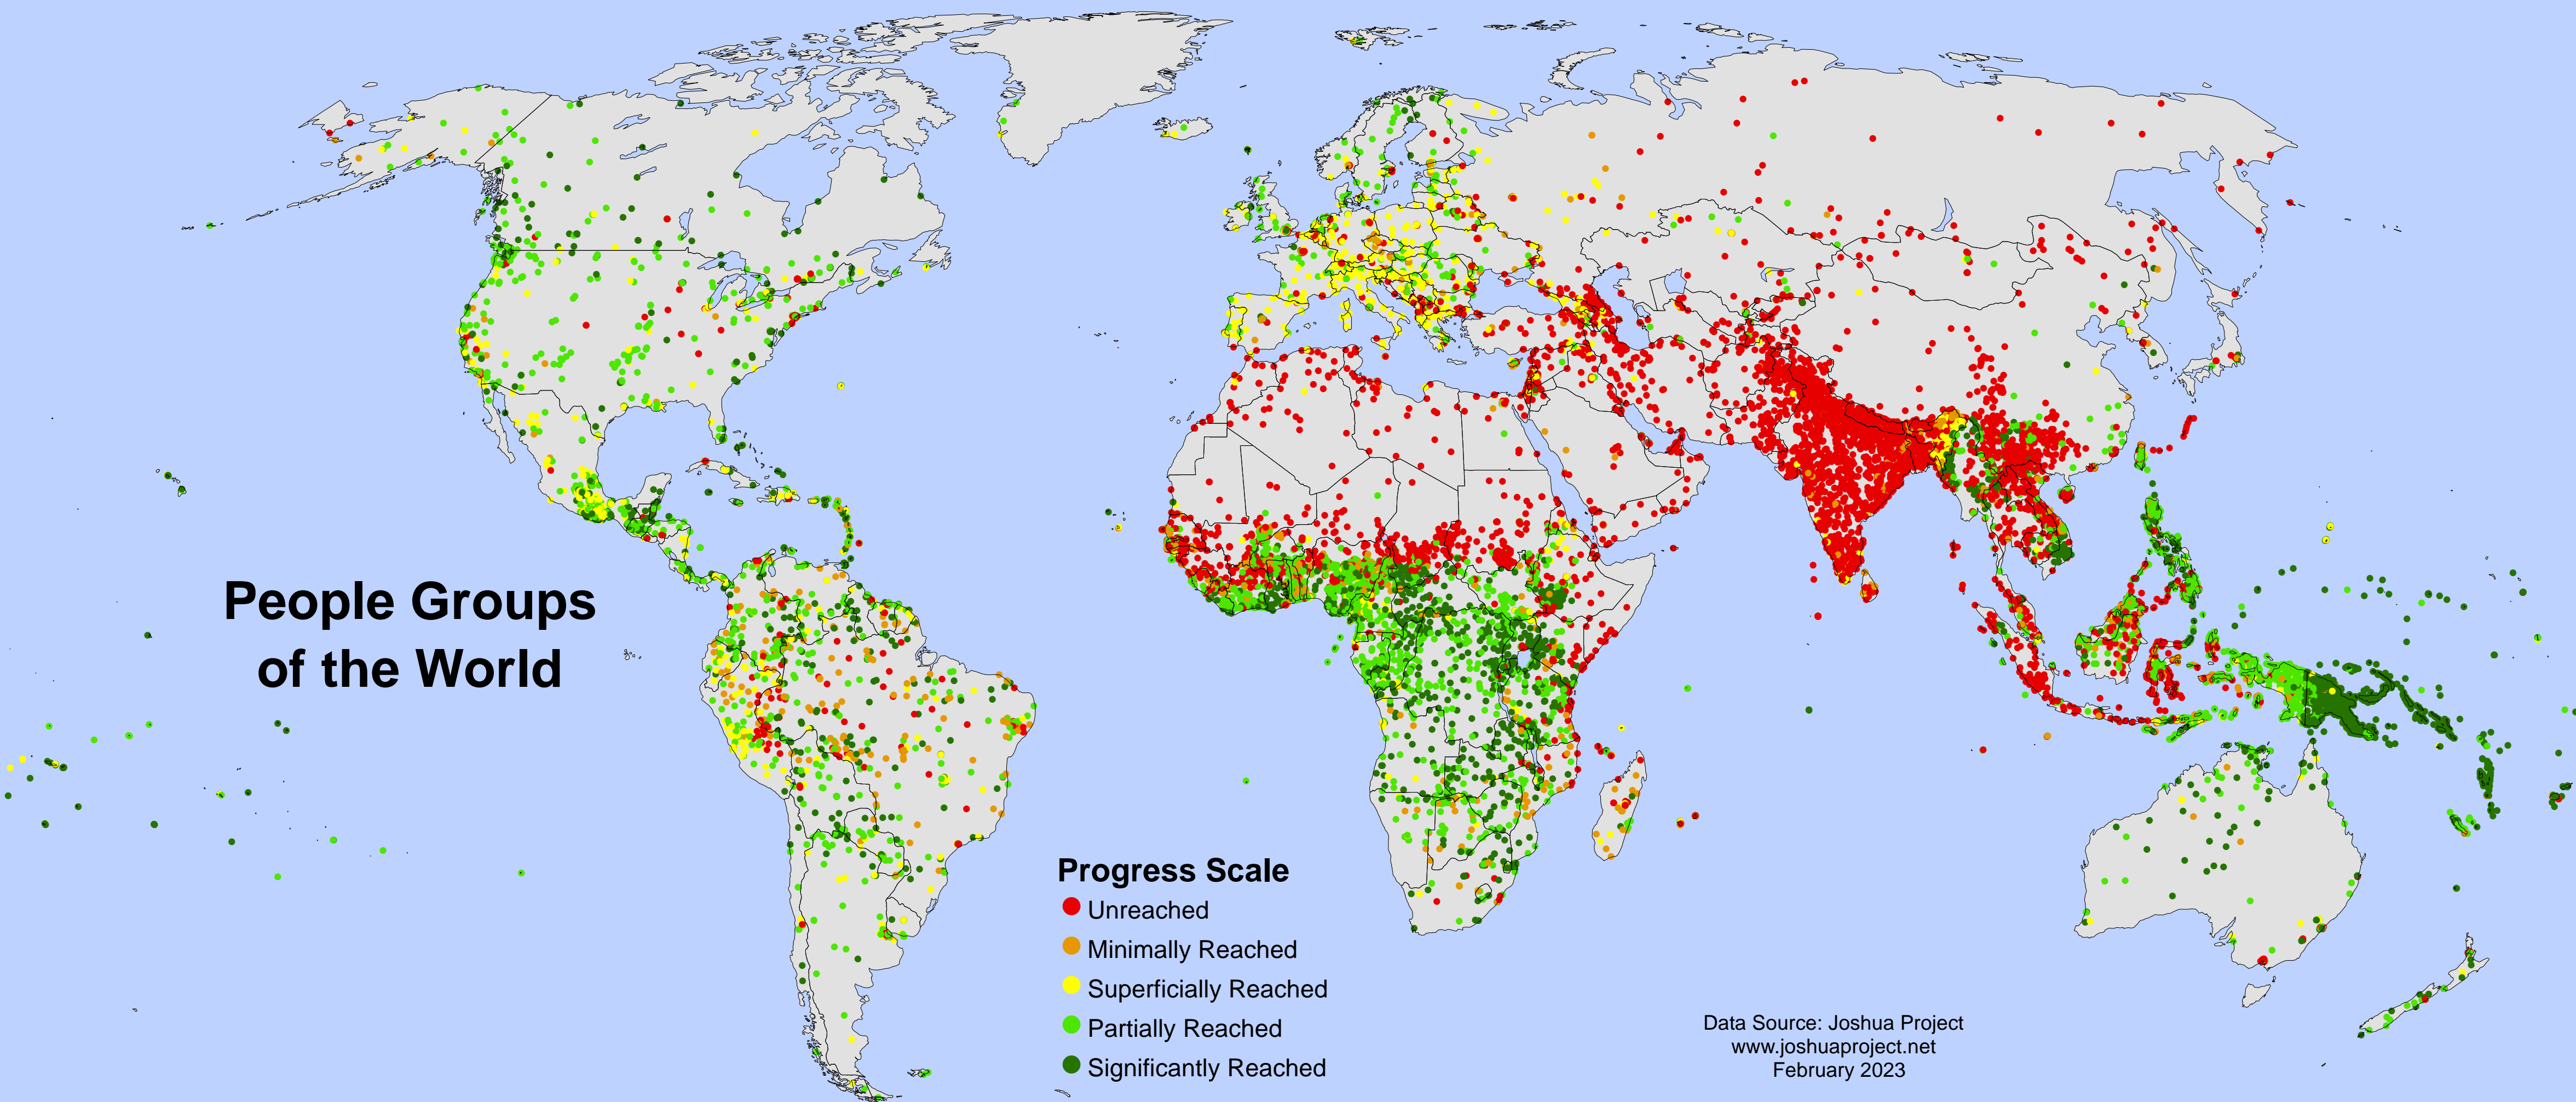 People Groups
of the World
Progress Scale
Unreached
Minimally Reached
Superficially Reached
Partially Reached
Significantly Reached
Data Source: Joshua Project
www.joshuaproject.net
February 2023